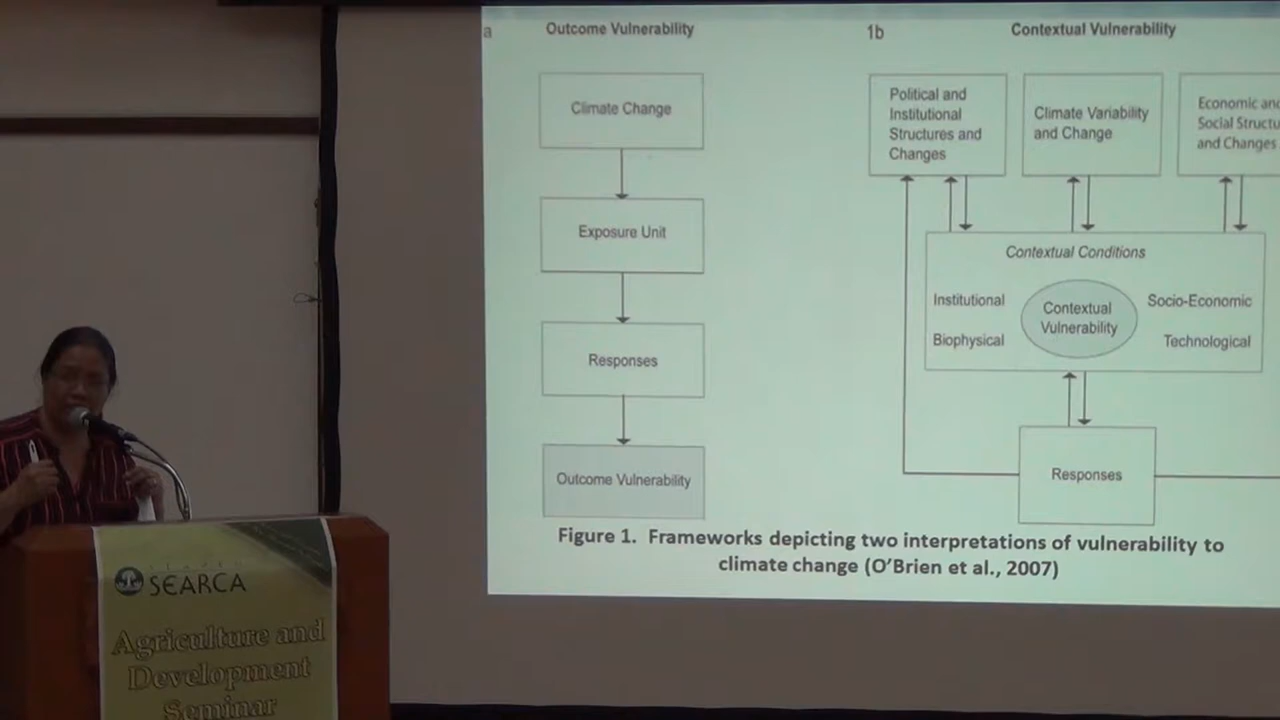 a
Outcome Vulnerability
Climate Change
Exposure Unit
Responses
Outcome Vulnerability
1b
Contextual Vulnerability
Political and
Institutional
Structures and
Changes
Climate Variability
and Change
Economic and
Social Structu
and Changes
Contextual Conditions
Institutional
Biophysical
Contextual
Vulnerability
Socio-Economic
Technological
Responses
Figure 1. Frameworks depicting two interpretations of vulnerability to
climate change (O'Brien et al., 2007)
SEARCA
Agriculture and
Development
Seminar